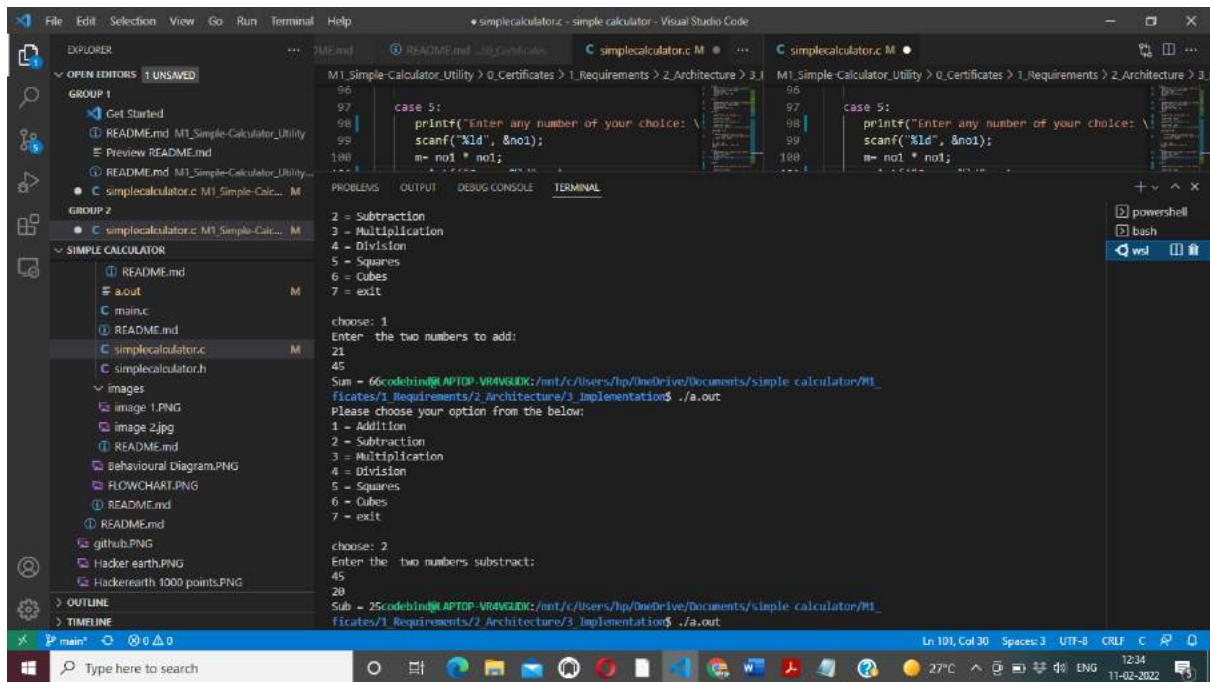 File Edit Selection View Go Run Terminal Help
● simplecalculator.c - simple calculator - Visual Studio Code
EXPLORER
OPEN EDITORS 1 UNSAVED
GROUP 1
Get Started
README.md M1_Simple-Calculator_Utility
Preview README.md
README.md M1_Simple-Calculator_Utility...
● C simplecalculator.c M1_Simple-Calc... M
GROUP 2
● C simplecalculator.c M1_Simple-Calc... M
SIMPLE CALCULATOR
README.md
a.out M
C main.c
README.md
C simplecalculator.c M
C simplecalculator.h
images
image 1.PNG
image 2.jpg
README.md
Behavioural Diagram.PNG
FLOWCHART.PNG
README.md
README.md
github.PNG
Hacker earth.PNG
Hackerearth 1000 points.PNG
OUTLINE
TIMELINE
README.md ...50_Certificates
C simplecalculator.c M ● ...
M1_Simple-Calculator_Utility > 0_Certificates > 1_Requirements > 2_Architecture > 3_I
96
97 case 5:
98 printf("Enter any number of your choice: \
99 scanf("%ld", &no1);
100 m= no1 * no1;
C simplecalculator.c M ●
M1_Simple-Calculator_Utility > 0_Certificates > 1_Requirements > 2_Architecture > 3_
96
97 case 5:
98 printf("Enter any number of your choice: \
99 scanf("%ld", &no1);
100 m= no1 * no1;
PROBLEMS OUTPUT DEBUG CONSOLE TERMINAL
2 = Subtraction
3 = Multiplication
4 = Division
5 = Squares
6 = Cubes
7 = exit
choose: 1
Enter the two numbers to add:
21
45
Sum = 66codebind@LAPTOP-VR4VGUDK:/mnt/c/Users/hp/OneDrive/Documents/simple calculator/M1_
ficates/1_Requirements/2_Architecture/3_Implementation$ ./a.out
Please choose your option from the below:
1 = Addition
2 = Subtraction
3 = Multiplication
4 = Division
5 = Squares
6 = Cubes
7 = exit
choose: 2
Enter the two numbers substract:
45
20
Sub = 25codebind@LAPTOP-VR4VGUDK:/mnt/c/Users/hp/OneDrive/Documents/simple calculator/M1_
ficates/1_Requirements/2_Architecture/3_Implementation$ ./a.out
powershell
bash
wsl
main* 0 0
Ln 101, Col 30 Spaces: 3 UTF-8 CRLF C
Type here to search
27°C ENG
12:34
11-02-2022